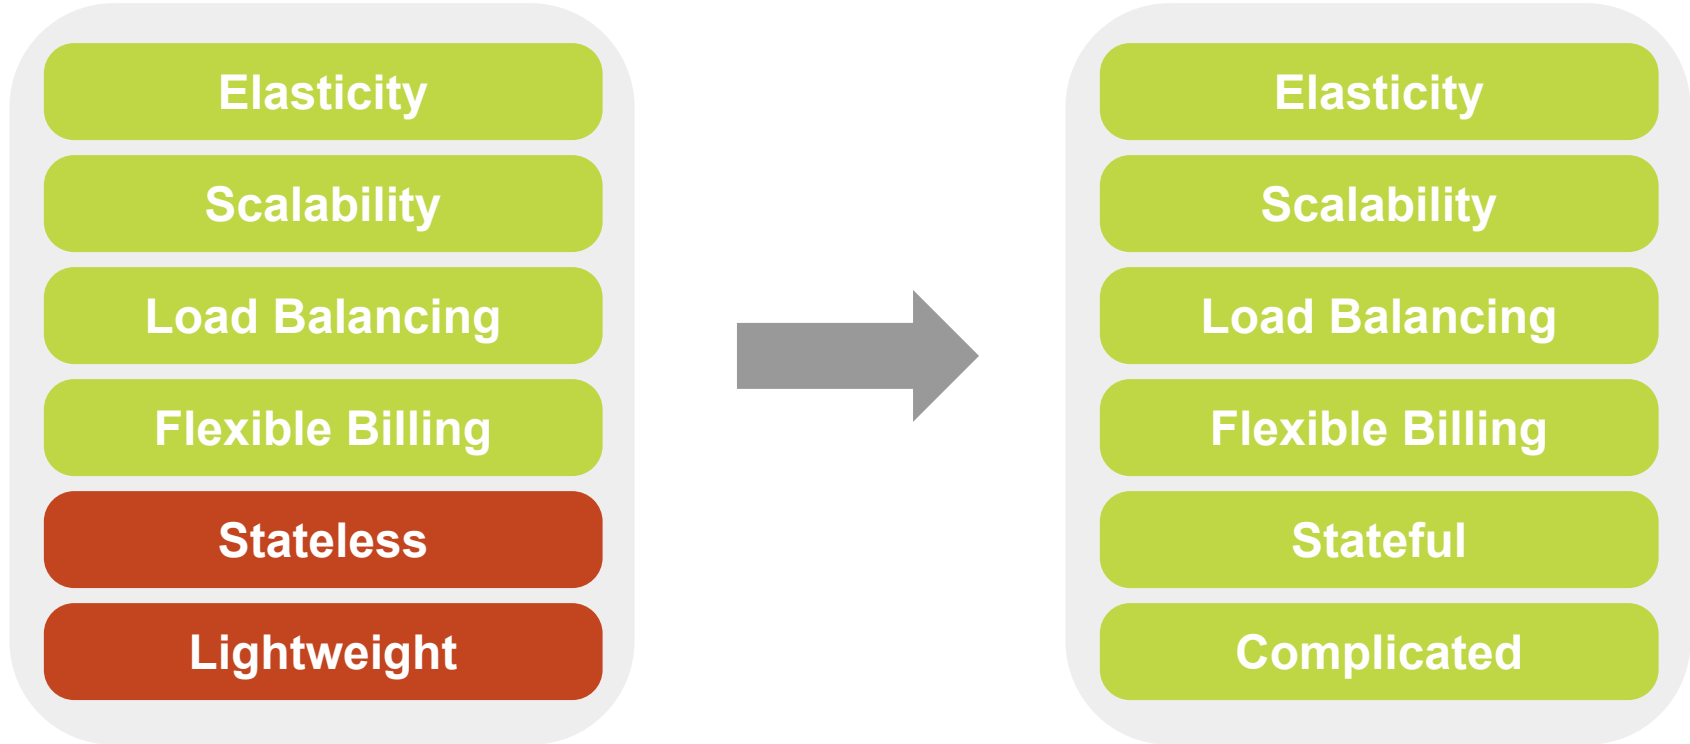 Elasticity
Scalability
Load Balancing
Flexible Billing
Stateless
Lightweight
Elasticity
Scalability
Load Balancing
Flexible Billing
Stateful
Complicated